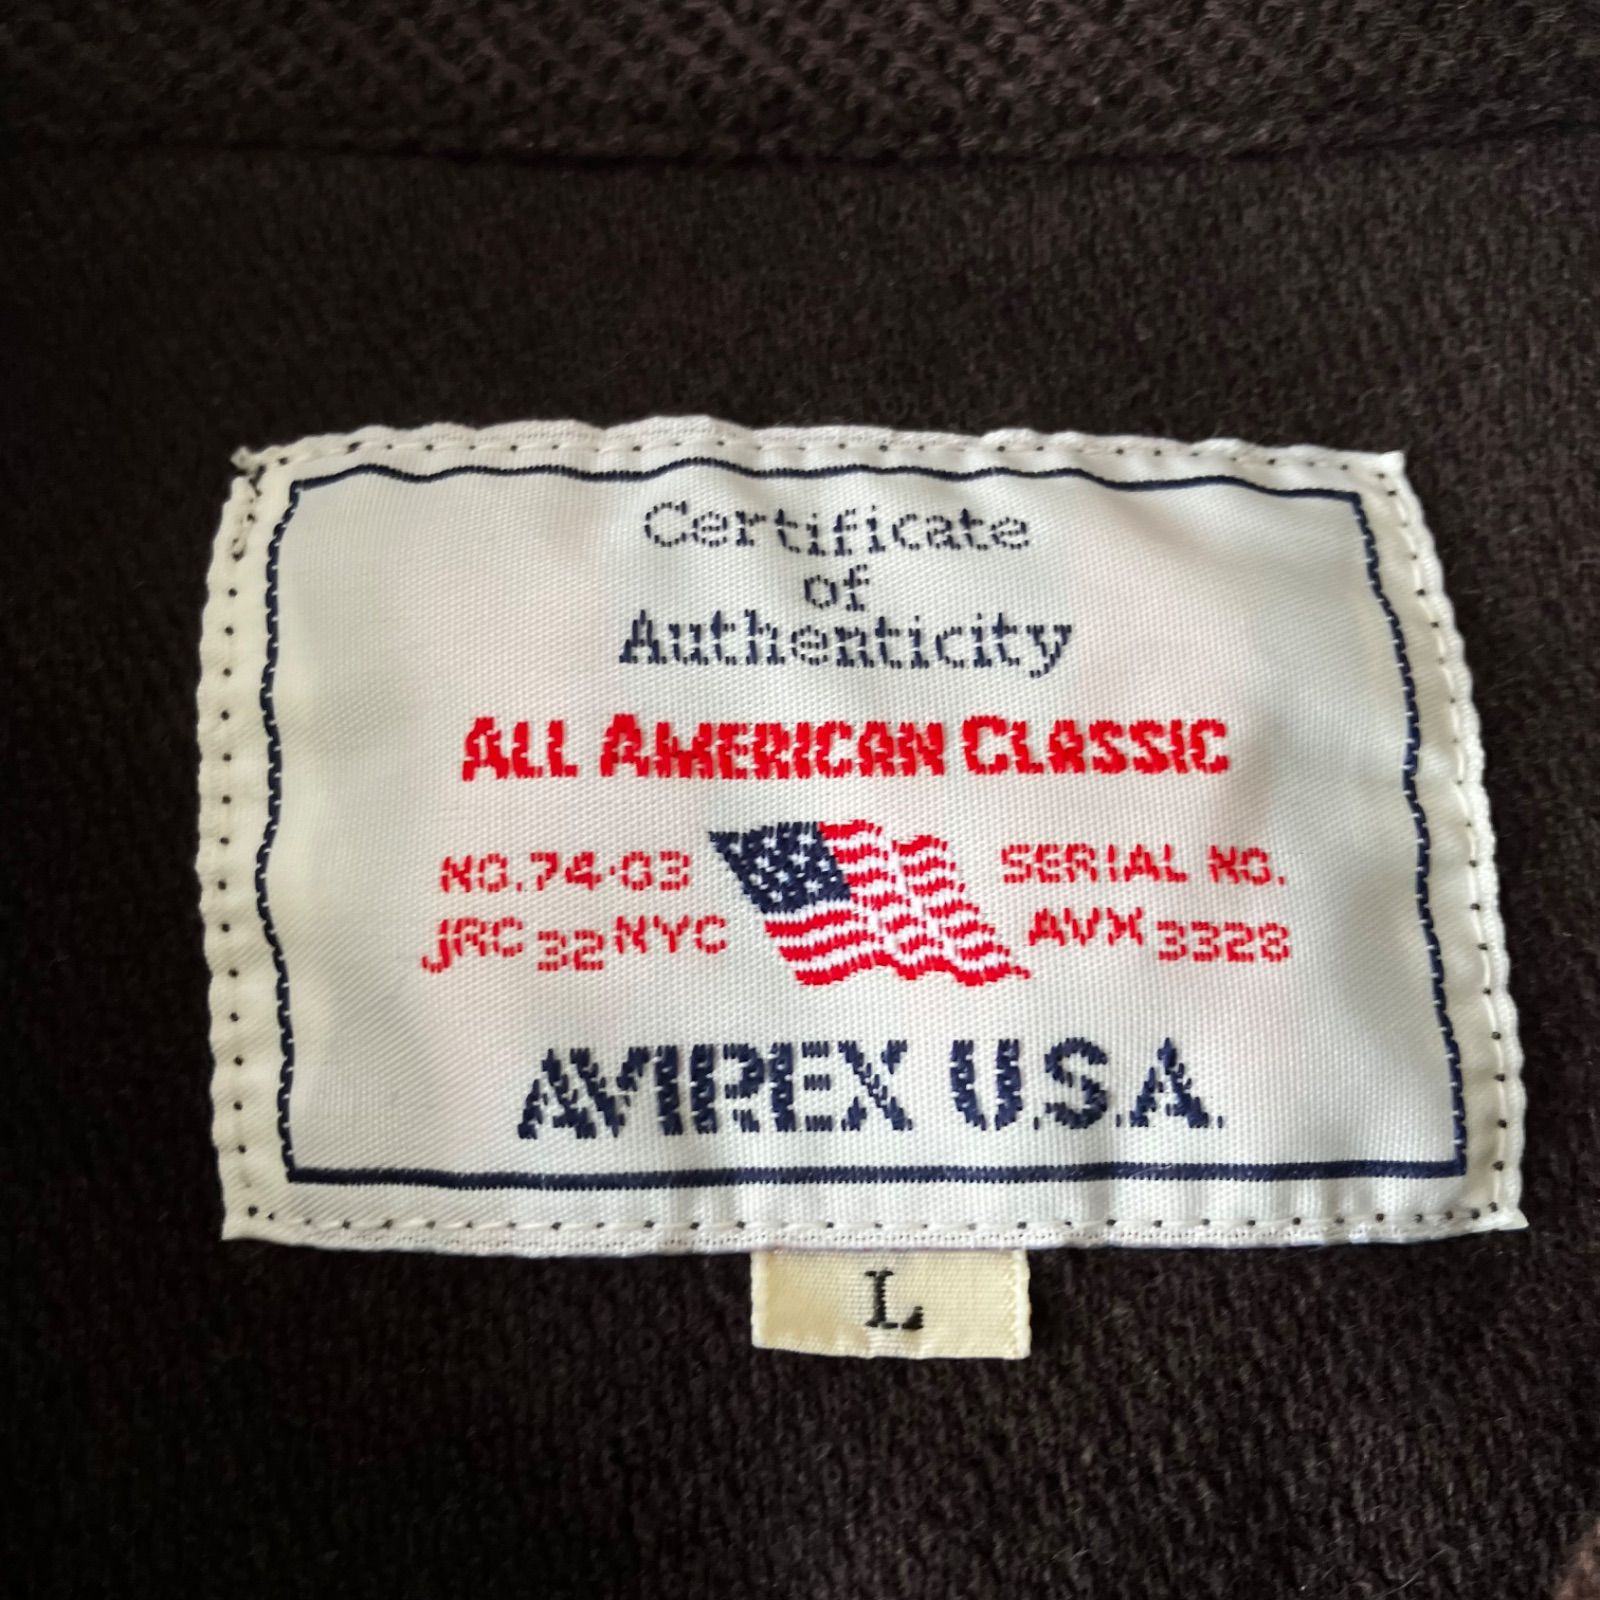 Certificate
of
Authenticity
ALL AMERICAN CLASSIC
NO.74·03 SERIAL NO.
JRC 32 NYC AVX 3328
AVIREX U.S.A.
L